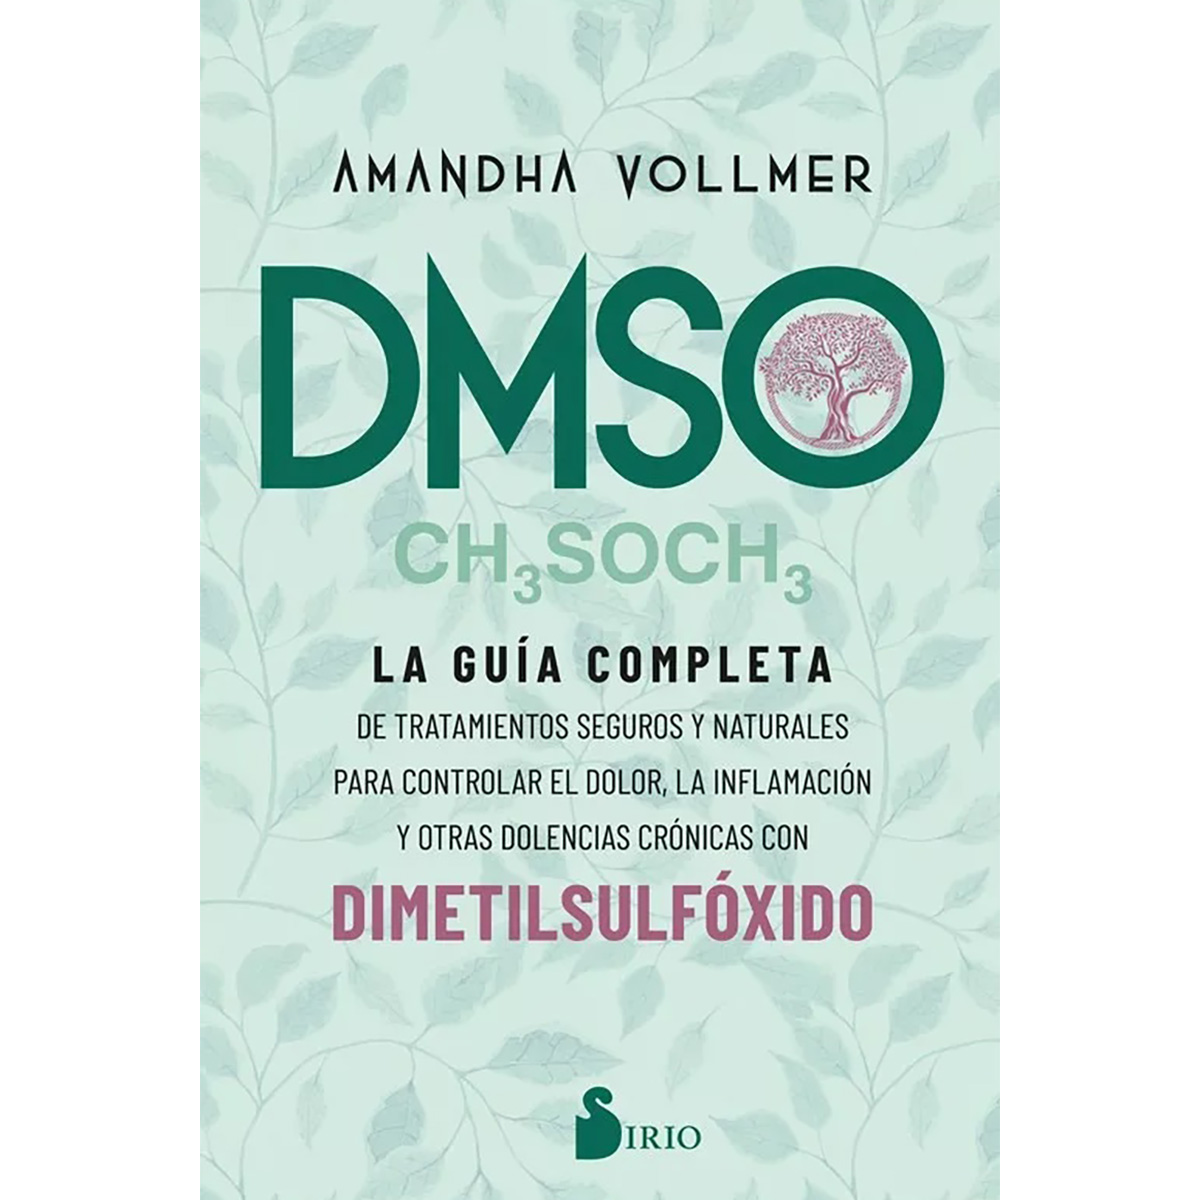 AMANDHA VOLLMER
DMSO
CH₃SOCH₃
LA GUÍA COMPLETA
DE TRATAMIENTOS SEGUROS Y NATURALES
PARA CONTROLAR EL DOLOR, LA INFLAMACIÓN
Y OTRAS DOLENCIAS CRÓNICAS CON
DIMETILSULFÓXIDO
SIRIO